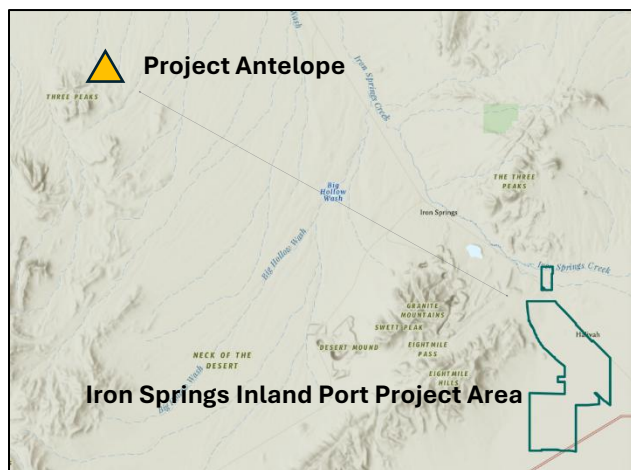 Wash
Project Antelope
Iron Springs Creek
THREE PEAKS
THE THREE
PEAKS
Big
Hollow
Wash
Iron Springs
Big Hollow Wash
Iron Springs Creek
GRANITE
MOUNTAINS
SWETT PEAK
DESERT MOUND
EIGHTMILE
PASS
NECK OF THE
DESERT
EIGHTMILE
HILLS
Iron Springs Inland Port Project Area